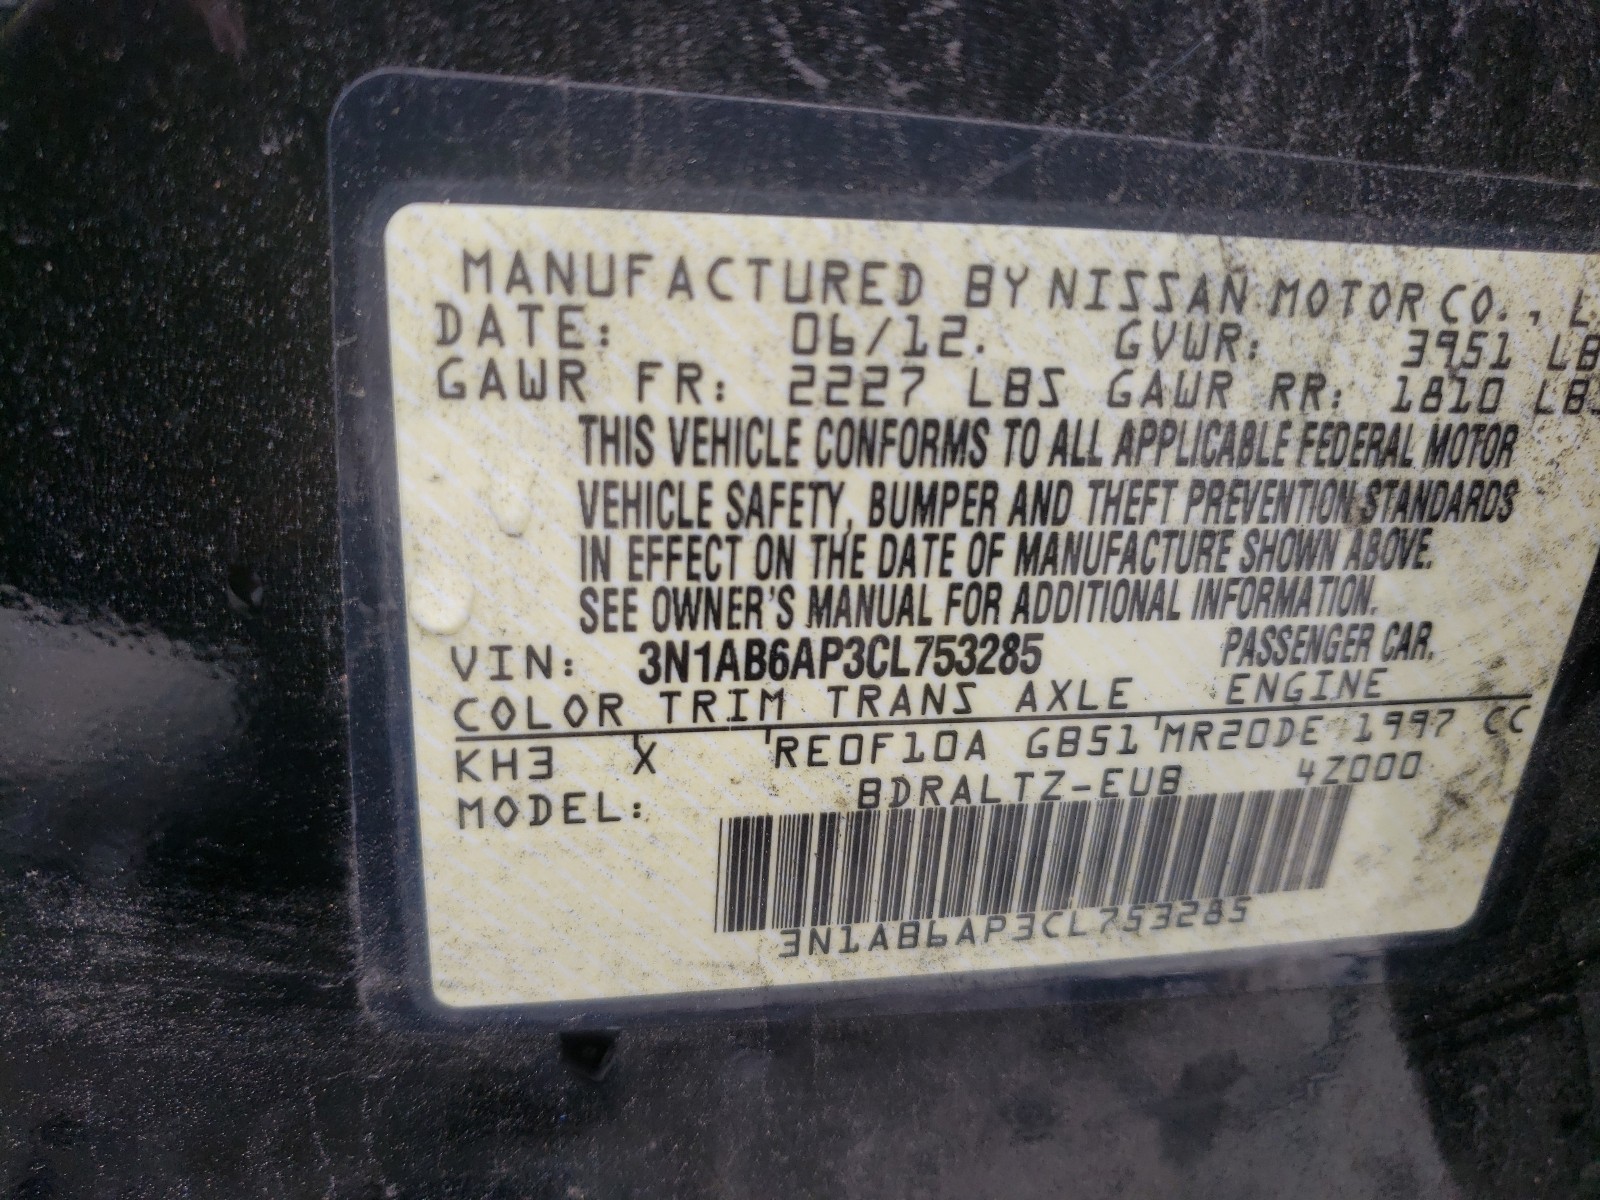 MANUFACTURED BY NISSAN MOTOR CO., L
DATE: 06/12. GVWR: 3951 LB
GAWR FR: 2227 LBS GAWR RR: 1810 LBS
THIS VEHICLE CONFORMS TO ALL APPLICABLE FEDERAL MOTOR
VEHICLE SAFETY, BUMPER AND THEFT PREVENTION STANDARDS
IN EFFECT ON THE DATE OF MANUFACTURE SHOWN ABOVE.
SEE OWNER'S MANUAL FOR ADDITIONAL INFORMATION.
VIN: 3N1AB6AP3CL753285 PASSENGER CAR.
COLOR TRIM TRANS AXLE ENGINE
KH3 X RE0F10A GB51 MR20DE 1997 CC
MODEL: BDRALTZ-EUB 4Z000
3N1AB6AP3CL753285